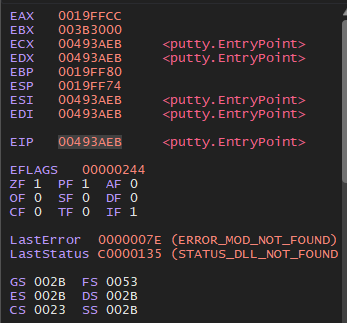 EAX 0019FFCC
EBX 003B3000
ECX 00493AEB <putty.EntryPoint>
EDX 00493AEB <putty.EntryPoint>
EBP 0019FF80
ESP 0019FF74
ESI 00493AEB <putty.EntryPoint>
EDI 00493AEB <putty.EntryPoint>
EIP 00493AEB <putty.EntryPoint>
EFLAGS 00000244
ZF 1 PF 1 AF 0
OF 0 SF 0 DF 0
CF 0 TF 0 IF 1
LastError 0000007E (ERROR_MOD_NOT_FOUND)
LastStatus C0000135 (STATUS_DLL_NOT_FOUND
GS 002B FS 0053
ES 002B DS 002B
CS 0023 SS 002B